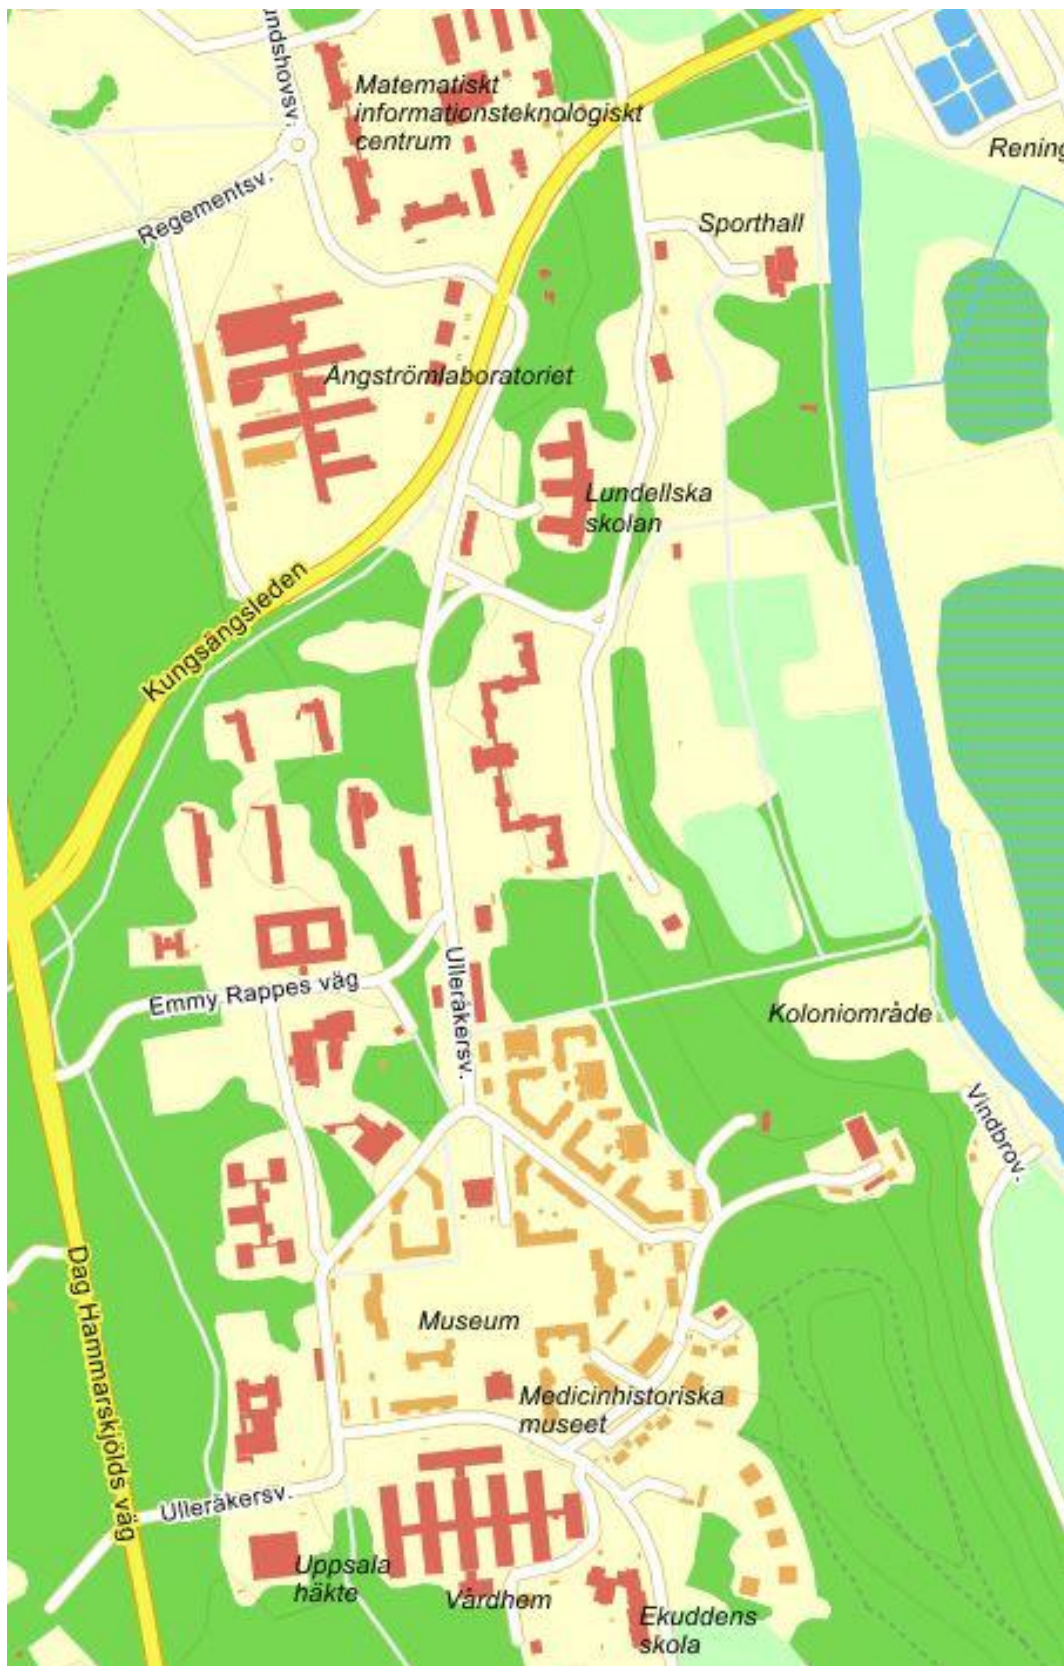 undshovsv.
Matematiskt
informationsteknologiskt
centrum
Rening
Regementsv.
Sporthall
Ångströmlaboratoriet
Lundellska
skolan
Kungsängsleden
Ulleråkersv.
Emmy Rappes väg
Koloniområde
Vindbrov.
Dag Hammarskjölds väg
Museum
Medicinhistoriska
museet
Ulleråkersv.
Uppsala
häkte
Vårdhem
Ekuddens
skola